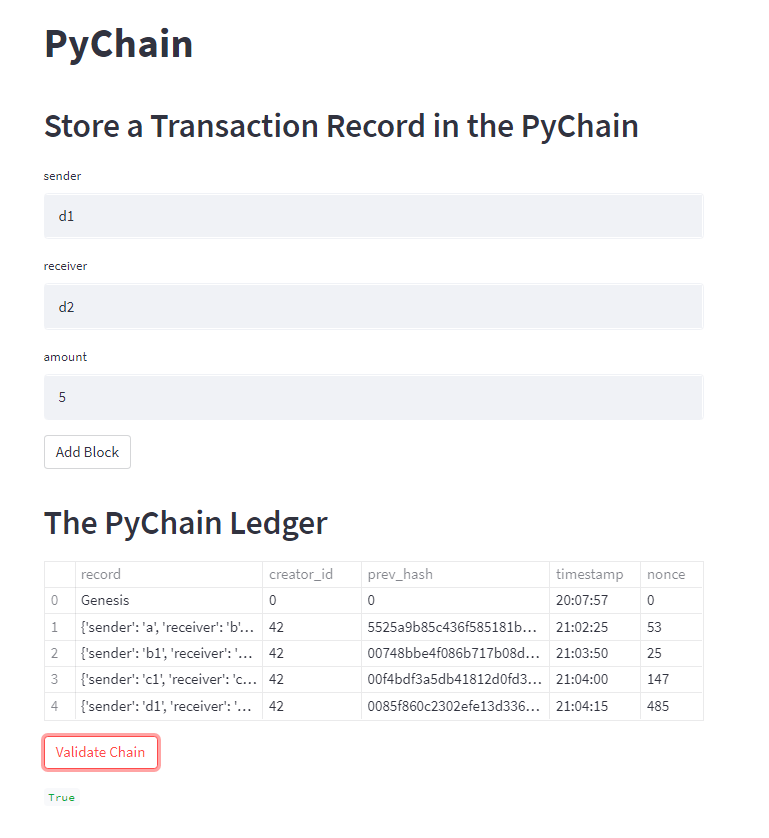 PyChain
Store a Transaction Record in the PyChain
sender
d1
receiver
d2
amount
5
Add Block
The PyChain Ledger
record creator_id prev_hash timestamp nonce
0 Genesis 0 0 20:07:57 0
1 {'sender': 'a', 'receiver': 'b'... 42 5525a9b85c436f585181b... 21:02:25 53
2 {'sender': 'b1', 'receiver': '... 42 00748bbe4f086b717b08d... 21:03:50 25
3 {'sender': 'c1', 'receiver': 'c... 42 00f4bdf3a5db41812d0fd3... 21:04:00 147
4 {'sender': 'd1', 'receiver': '... 42 0085f860c2302efe13d336... 21:04:15 485
Validate Chain
True